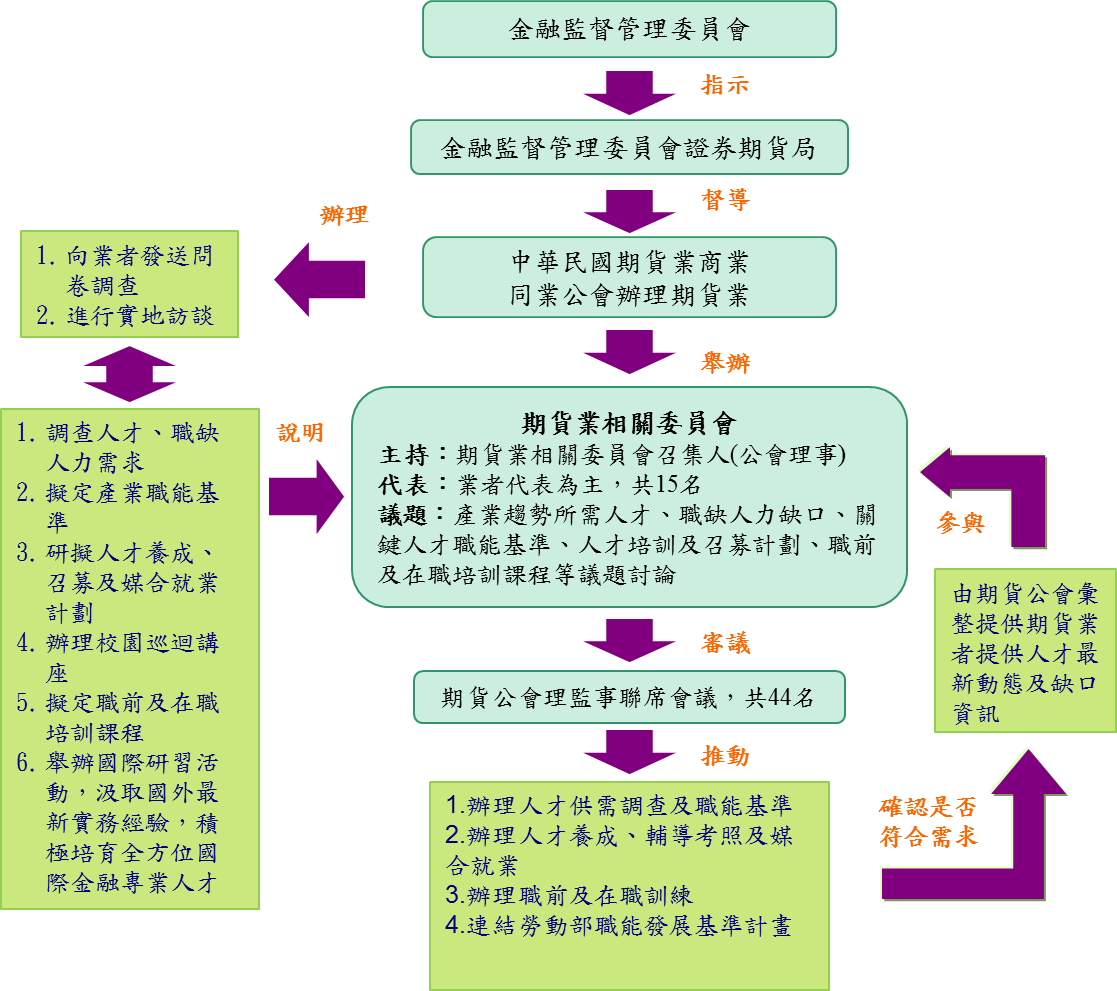 金融監督管理委員會
指示
金融監督管理委員會證券期貨局
督導
辦理
中華民國期貨業商業
同業公會辦理期貨業
1. 向業者發送問
卷調查
2. 進行實地訪談
舉辦
1. 調查人才、職缺
人力需求
2. 擬定產業職能基
準
3. 研擬人才養成、
召募及媒合就業
計劃
4. 辦理校園巡迴講
座
5. 擬定職前及在職
培訓課程
6. 舉辦國際研習活
動，汲取國外最
新實務經驗，積
極培育全方位國
際金融專業人才
說明
期貨業相關委員會
主持：期貨業相關委員會召集人(公會理事)
代表：業者代表為主，共15名
議題：產業趨勢所需人才、職缺人力缺口、關
鍵人才職能基準、人才培訓及召募計劃、職前
及在職培訓課程等議題討論
參與
由期貨公會彙
整提供期貨業
者提供人才最
新動態及缺口
資訊
審議
期貨公會理監事聯席會議，共44名
推動
1.辦理人才供需調查及職能基準
2.辦理人才養成、輔導考照及媒
合就業
3.辦理職前及在職訓練
4.連結勞動部職能發展基準計畫
確認是否
符合需求